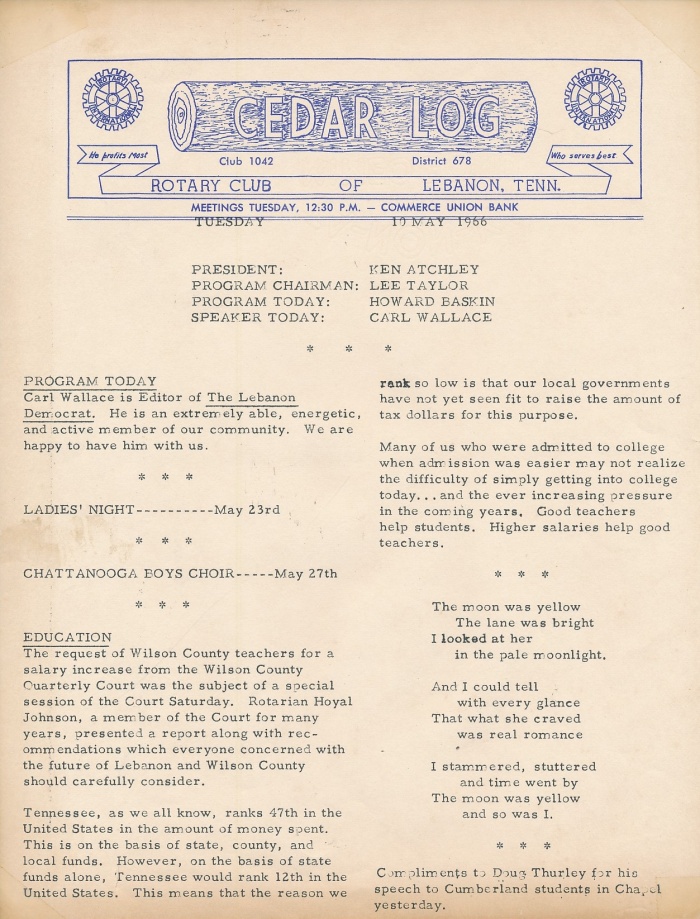 ROTARY INTERNATIONAL
ROTARY INTERNATIONAL
CEDAR LOG
He profits Most
Club 1042 District 678
Who serves best
ROTARY CLUB OF LEBANON, TENN.
MEETINGS TUESDAY, 12:30 P.M. — COMMERCE UNION BANK
TUESDAY 10 MAY 1966
PRESIDENT: KEN ATCHLEY
PROGRAM CHAIRMAN: LEE TAYLOR
PROGRAM TODAY: HOWARD BASKIN
SPEAKER TODAY: CARL WALLACE
* * *
PROGRAM TODAY
Carl Wallace is Editor of The Lebanon
Democrat. He is an extremely able, energetic,
and active member of our community. We are
happy to have him with us.
* * *
LADIES' NIGHT----------May 23rd
* * *
CHATTANOOGA BOYS CHOIR-----May 27th
* * *
EDUCATION
The request of Wilson County teachers for a
salary increase from the Wilson County
Quarterly Court was the subject of a special
session of the Court Saturday. Rotarian Hoyal
Johnson, a member of the Court for many
years, presented a report along with rec-
ommendations which everyone concerned with
the future of Lebanon and Wilson County
should carefully consider.
Tennessee, as we all know, ranks 47th in the
United States in the amount of money spent.
This is on the basis of state, county, and
local funds. However, on the basis of state
funds alone, Tennessee would rank 12th in the
United States. This means that the reason we
rank so low is that our local governments
have not yet seen fit to raise the amount of
tax dollars for this purpose.
Many of us who were admitted to college
when admission was easier may not realize
the difficulty of simply getting into college
today...and the ever increasing pressure
in the coming years. Good teachers
help students. Higher salaries help good
teachers.
* * *
The moon was yellow
The lane was bright
I looked at her
in the pale moonlight.
And I could tell
with every glance
That what she craved
was real romance
I stammered, stuttered
and time went by
The moon was yellow
and so was I.
* * *
Compliments to Doug Thurley for his
speech to Cumberland students in Chapel
yesterday.